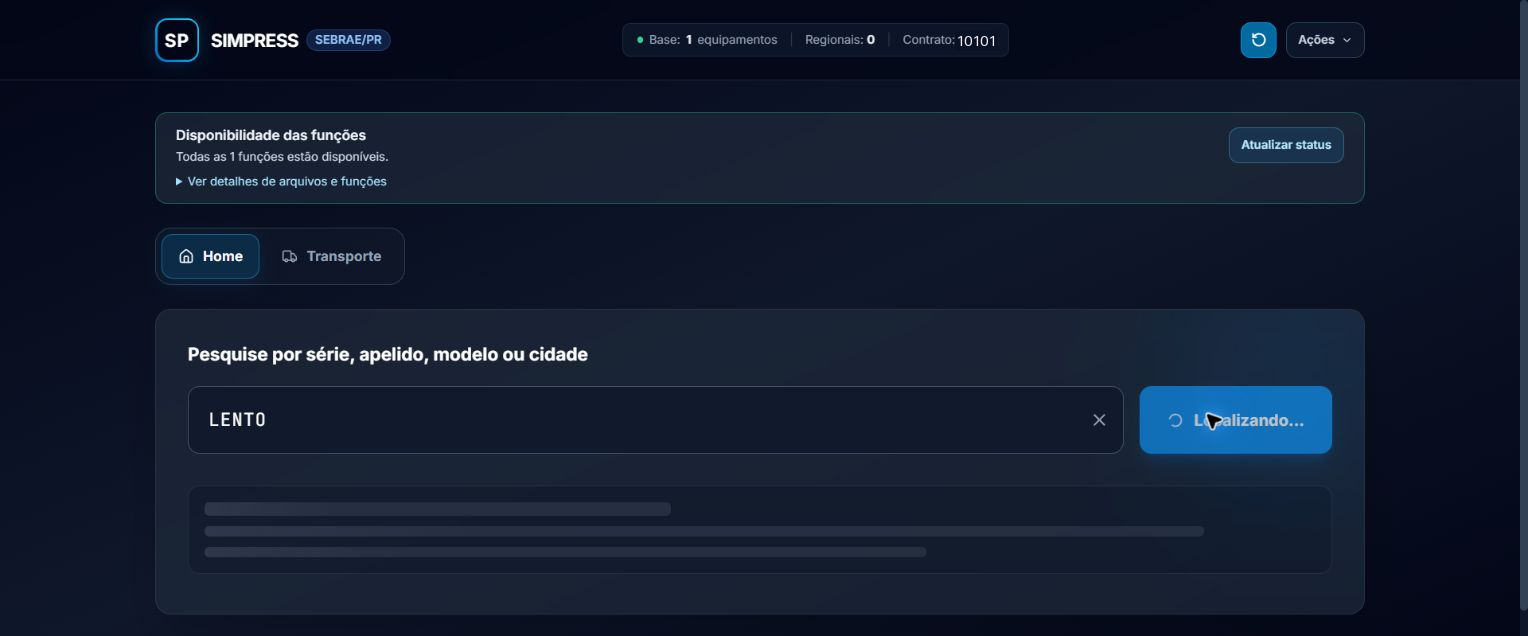 SP SIMPRESS SEBRAE/PR Base: 1 equipamentos Regionais: 0 Contrato: 10101 Ações
Disponibilidade das funções
Todas as 1 funções estão disponíveis.
Atualizar status
Ver detalhes de arquivos e funções
Home Transporte
Pesquise por série, apelido, modelo ou cidade
LENTO Localizando...